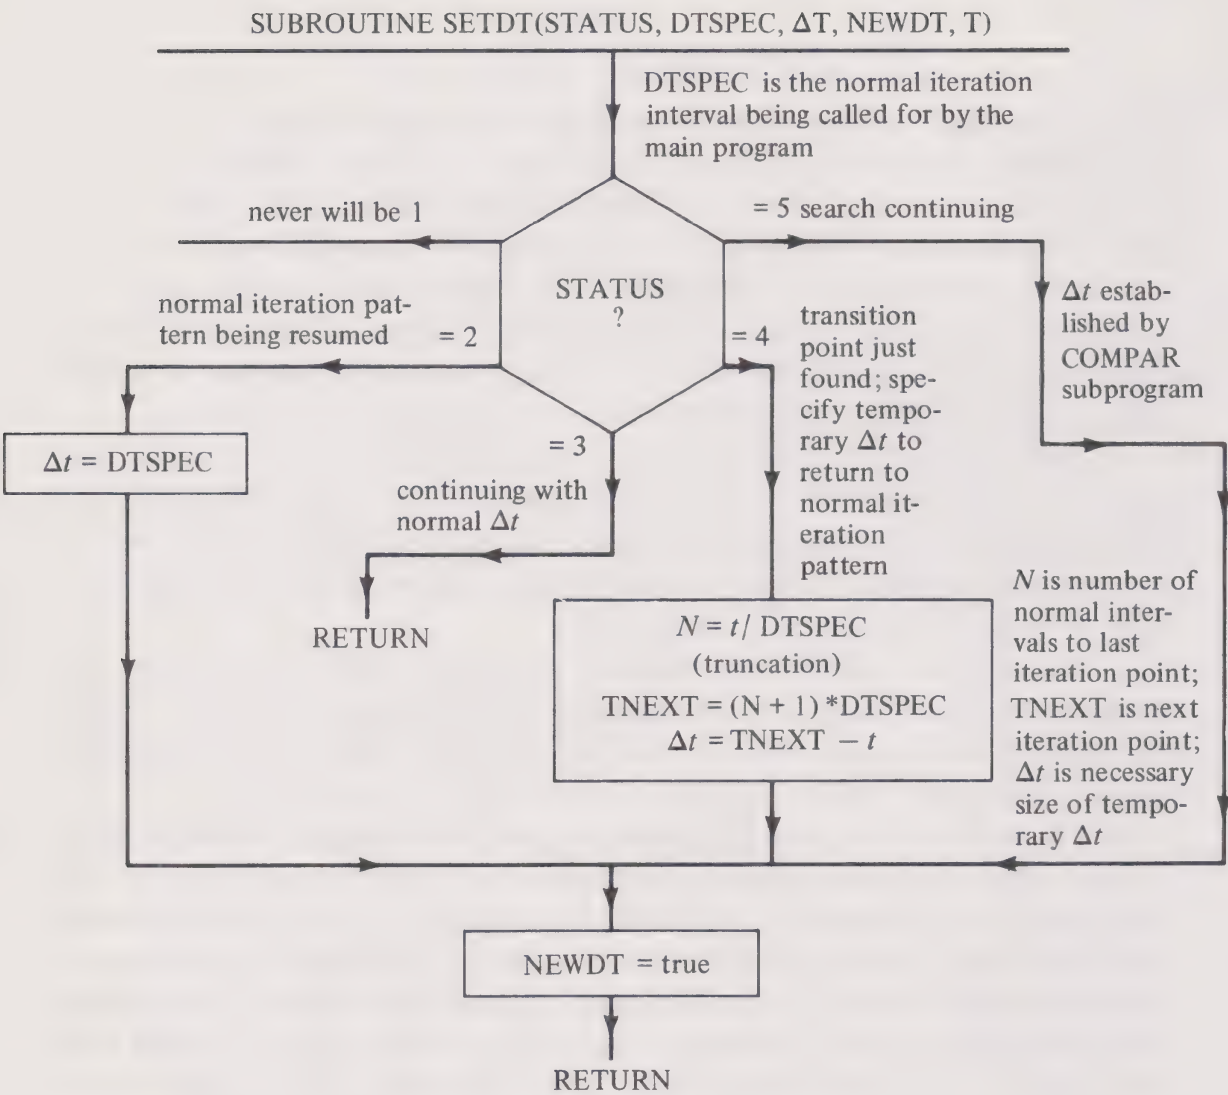 SUBROUTINE SETDT(STATUS, DTSPEC, ΔT, NEWDT, T)
DTSPEC is the normal iteration
interval being called for by the
main program
never will be 1
= 5 search continuing
STATUS
?
normal iteration pat-
tern being resumed
= 2
= 4
transition
point just
found; spe-
cify tempo-
rary Δt to
return to
normal it-
eration
pattern
Δt estab-
lished by
COMPAR
subprogram
Δt = DTSPEC
= 3
continuing with
normal Δt
RETURN
N = t/ DTSPEC
(truncation)
TNEXT = (N + 1) *DTSPEC
Δt = TNEXT − t
N is number of
normal inter-
vals to last
iteration point;
TNEXT is next
iteration point;
Δt is necessary
size of tempo-
rary Δt
NEWDT = true
RETURN